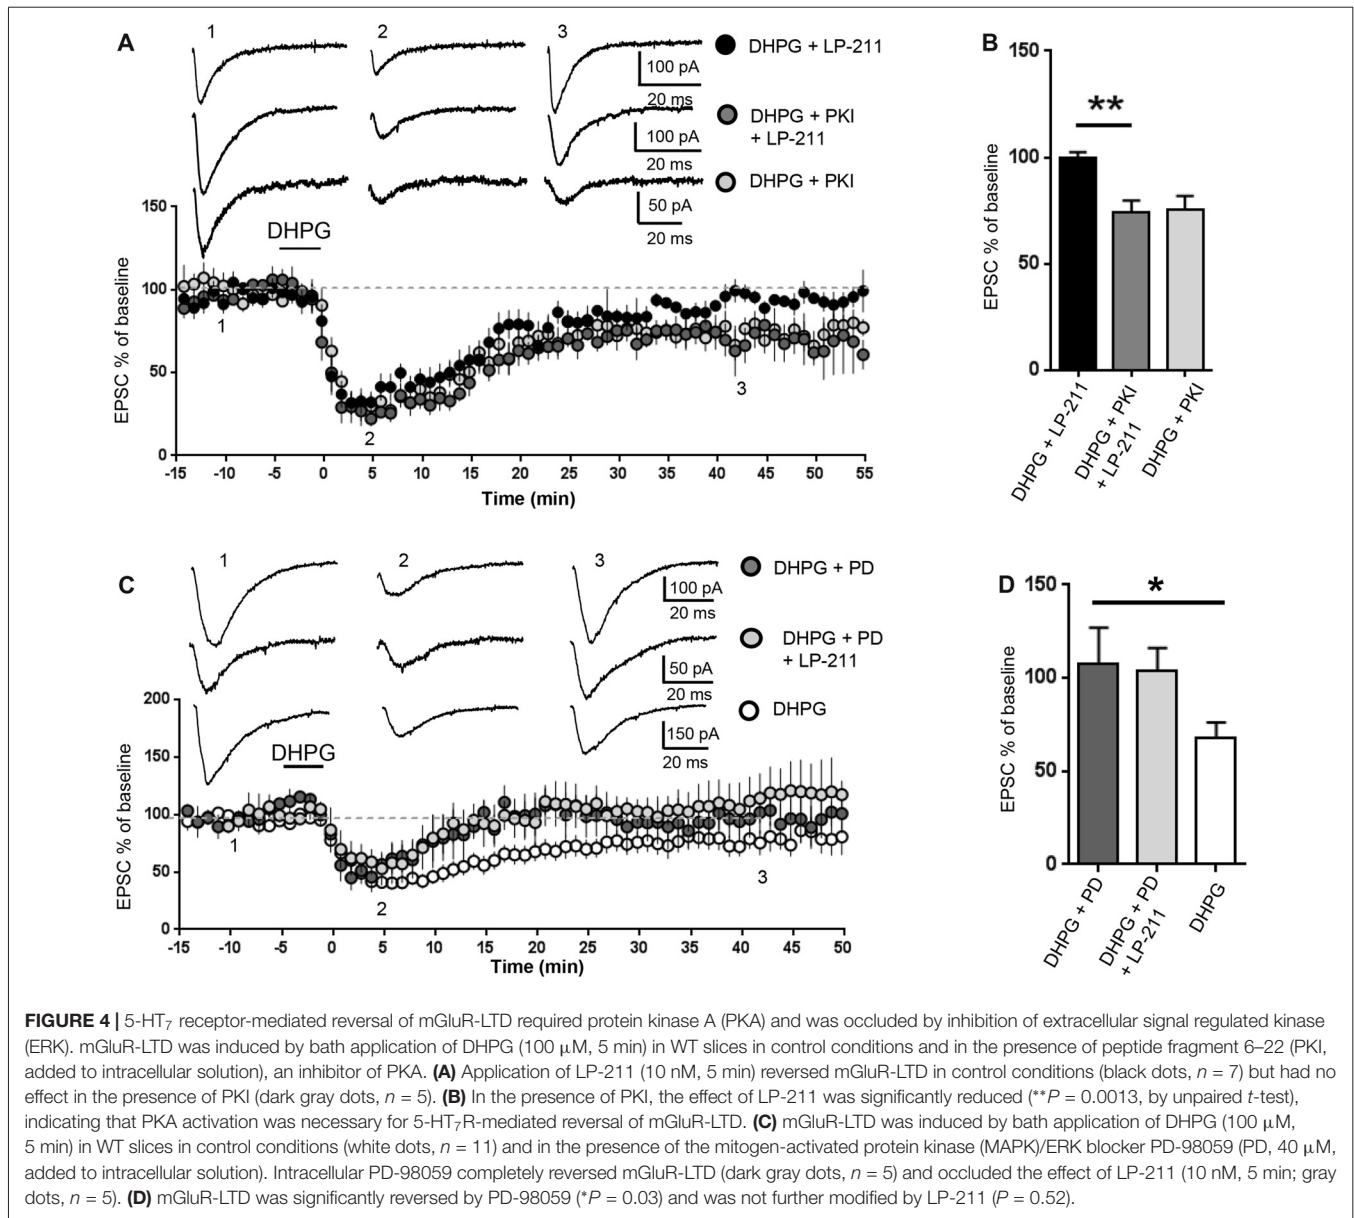 A
1
2
3
DHPG + LP-211
100 pA
20 ms
DHPG + PKI
+ LP-211
100 pA
20 ms
DHPG + PKI
50 pA
20 ms
DHPG
EPSC % of baseline
150
100
50
0
1
2
3
-15 -10 -5 0 5 10 15 20 25 30 35 40 45 50 55
Time (min)
B
EPSC % of baseline
150
100
50
0
**
DHPG + LP-211
DHPG + PKI
+ LP-211
DHPG + PKI
C
1
2
3
DHPG + PD
100 pA
20 ms
DHPG + PD
+ LP-211
50 pA
20 ms
DHPG
150 pA
20 ms
DHPG
EPSC % of baseline
200
150
100
50
0
1
2
3
-15 -10 -5 0 5 10 15 20 25 30 35 40 45 50
Time (min)
D
EPSC % of baseline
150
100
50
0
*
DHPG + PD
DHPG + PD
+ LP-211
DHPG
FIGURE 4 | 5-HT₇ receptor-mediated reversal of mGluR-LTD required protein kinase A (PKA) and was occluded by inhibition of extracellular signal regulated kinase
(ERK). mGluR-LTD was induced by bath application of DHPG (100 μM, 5 min) in WT slices in control conditions and in the presence of peptide fragment 6–22 (PKI,
added to intracellular solution), an inhibitor of PKA. (A) Application of LP-211 (10 nM, 5 min) reversed mGluR-LTD in control conditions (black dots, n = 7) but had no
effect in the presence of PKI (dark gray dots, n = 5). (B) In the presence of PKI, the effect of LP-211 was significantly reduced (**P = 0.0013, by unpaired t-test),
indicating that PKA activation was necessary for 5-HT₇R-mediated reversal of mGluR-LTD. (C) mGluR-LTD was induced by bath application of DHPG (100 μM,
5 min) in WT slices in control conditions (white dots, n = 11) and in the presence of the mitogen-activated protein kinase (MAPK)/ERK blocker PD-98059 (PD, 40 μM,
added to intracellular solution). Intracellular PD-98059 completely reversed mGluR-LTD (dark gray dots, n = 5) and occluded the effect of LP-211 (10 nM, 5 min; gray
dots, n = 5). (D) mGluR-LTD was significantly reversed by PD-98059 (*P = 0.03) and was not further modified by LP-211 (P = 0.52).